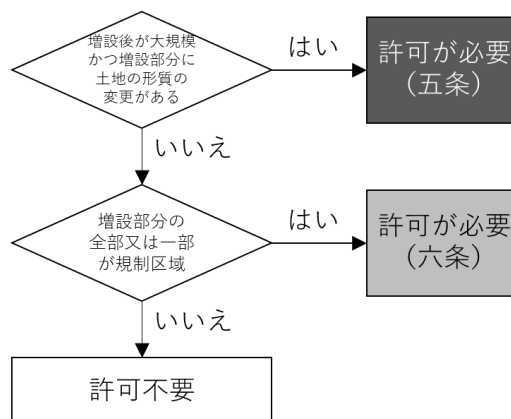 増設後が大規模
かつ増設部分に
土地の形質の
変更がある
はい
許可が必要
(五条)
いいえ
増設部分の
全部又は一部
が規制区域
はい
許可が必要
(六条)
いいえ
許可不要